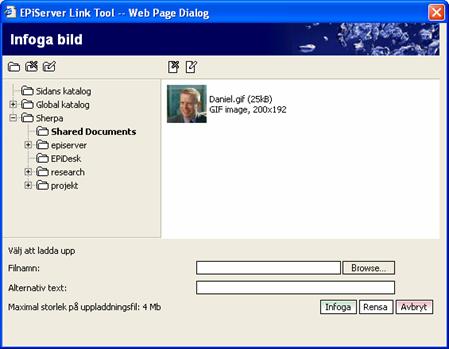 EPiServer Link Tool -- Web Page Dialog
Infoga bild
Sidans katalog
Global katalog
Sherpa
Shared Documents
episerver
EPiDesk
research
projekt
Daniel.gif (25kB)
GIF image, 200x192
Välj att ladda upp
Filnamn:
Browse...
Alternativ text:
Maximal storlek på uppladdningsfil: 4 Mb
Infoga Rensa Avbryt